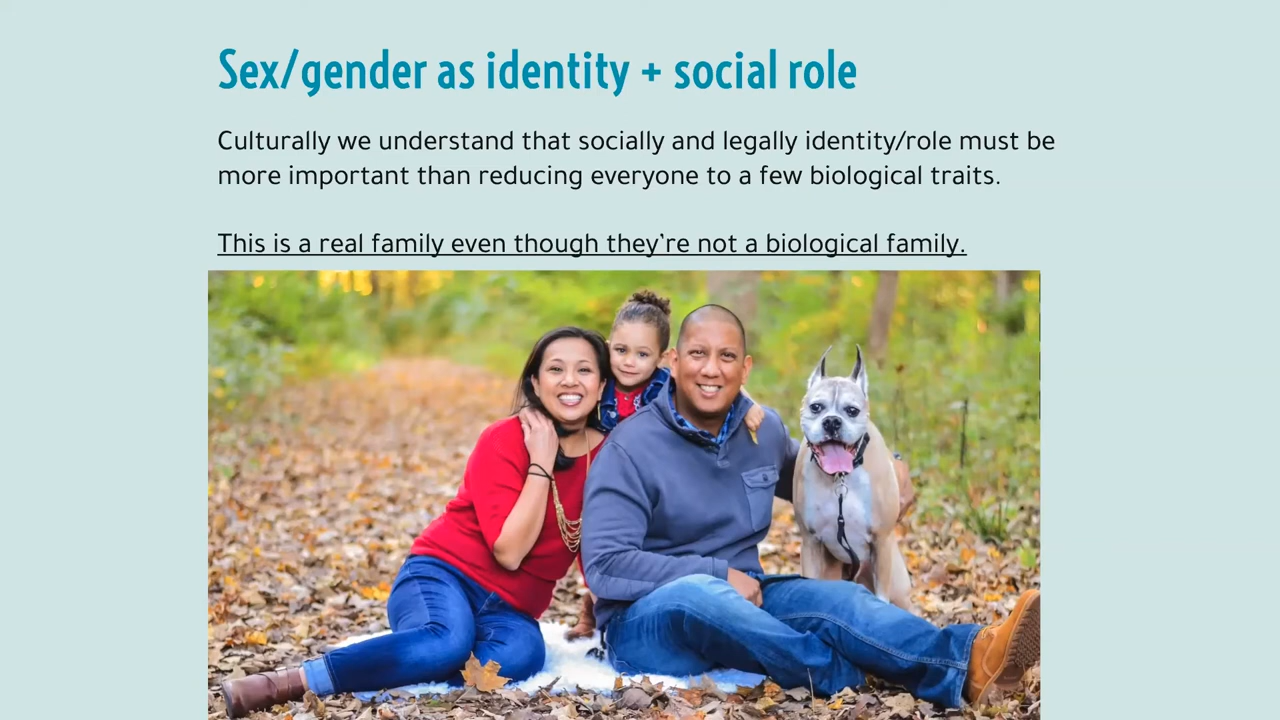 Sex/gender as identity + social role
Culturally we understand that socially and legally identity/role must be
more important than reducing everyone to a few biological traits.
This is a real family even though they’re not a biological family.